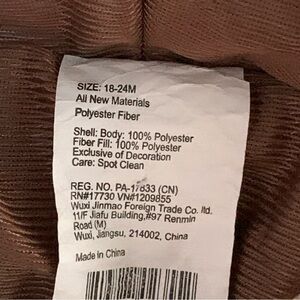 SIZE: 18-24M
All New Materials
Polyester Fiber
Shell: Body: 100% Polyester
Fiber Fill: 100% Polyester
Exclusive of Decoration
Care: Spot Clean
REG. NO. PA-17833 (CN)
RN#17730 VN#1209855
Wuxi Jinmao Foreign Trade Co. ltd.
11/F Jiafu Building,#97 Renmin
Road (M)
Wuxi, Jiangsu, 214002, China
Made in China